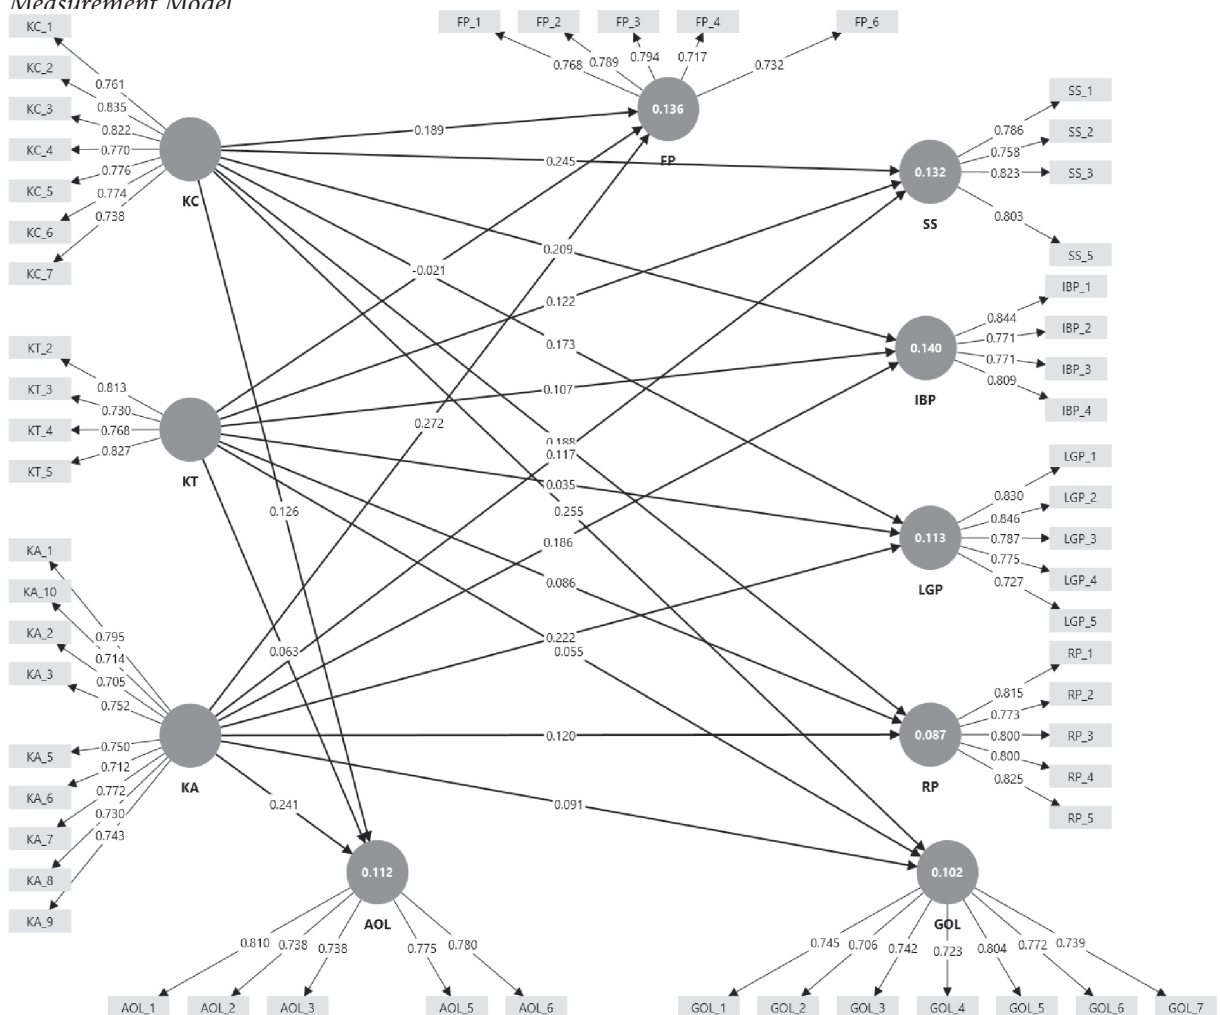 Measurement Model
KC_1
KC_2
KC_3
KC_4
KC_5
KC_6
KC_7
0.761
0.835
0.822
0.770
0.776
0.774
0.738
KC
FP_1
FP_2
FP_3
FP_4
FP_6
0.768
0.789
0.794
0.717
0.732
0.136
FP
SS_1
SS_2
SS_3
SS_5
0.786
0.758
0.823
0.803
0.132
SS
IBP_1
IBP_2
IBP_3
IBP_4
0.844
0.771
0.771
0.809
0.140
IBP
0.189
0.245
0.209
-0.021
0.122
0.173
0.107
0.272
0.188
0.117
0.035
0.255
0.126
0.186
0.086
0.222
0.055
0.063
0.120
0.241
0.091
KT_2
KT_3
KT_4
KT_5
0.813
0.730
0.768
0.827
KT
LGP_1
LGP_2
LGP_3
LGP_4
LGP_5
0.830
0.846
0.787
0.775
0.727
0.113
LGP
KA_1
KA_10
KA_2
KA_3
KA_5
KA_6
KA_7
KA_8
KA_9
0.795
0.714
0.705
0.752
0.750
0.712
0.772
0.730
0.743
KA
RP_1
RP_2
RP_3
RP_4
RP_5
0.815
0.773
0.800
0.800
0.825
0.087
RP
0.112
AOL
0.810
0.738
0.738
0.775
0.780
AOL_1
AOL_2
AOL_3
AOL_5
AOL_6
0.102
GOL
0.745
0.706
0.742
0.723
0.804
0.772
0.739
GOL_1
GOL_2
GOL_3
GOL_4
GOL_5
GOL_6
GOL_7